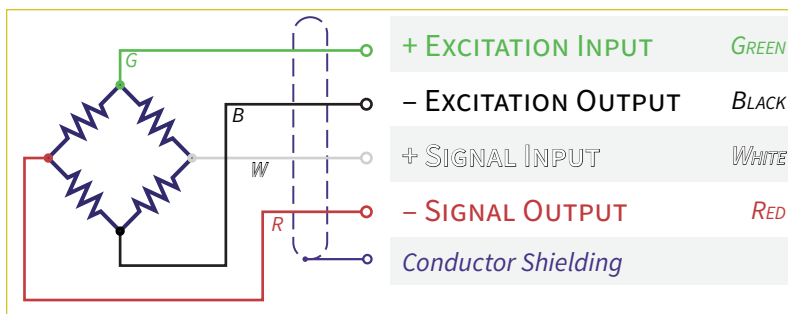 G
+ Excitation Input Green
B
– Excitation Output Black
W
+ Signal Input White
R
– Signal Output Red
Conductor Shielding